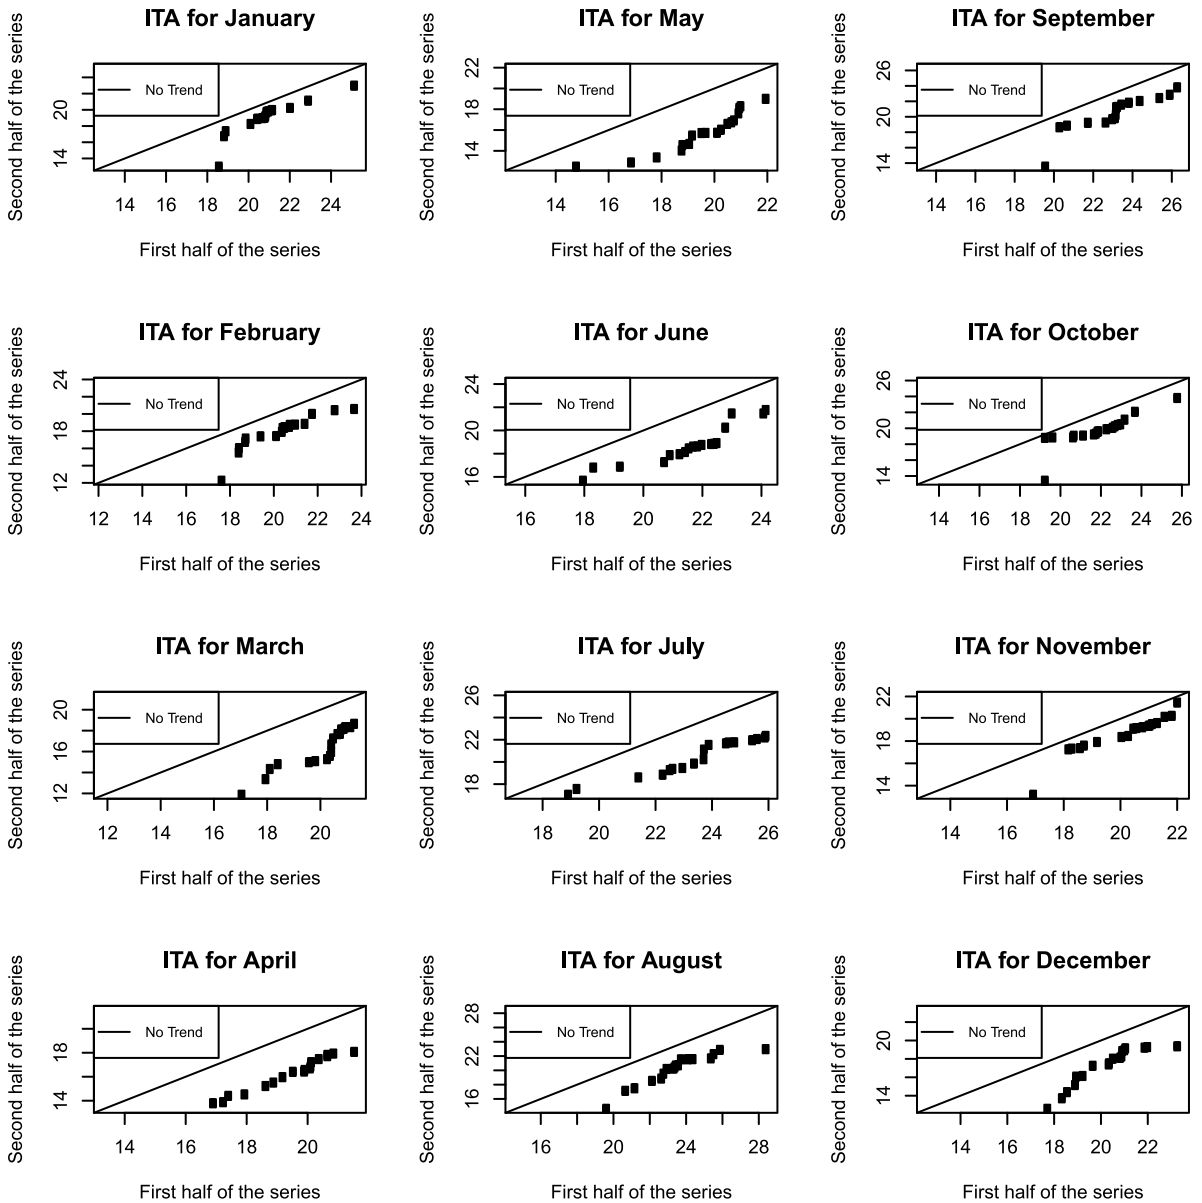 ITA for January
Second half of the series
14 20
No Trend
14 16 18 20 22 24
First half of the series
ITA for May
Second half of the series
14 18 22
No Trend
14 16 18 20 22
First half of the series
ITA for September
Second half of the series
14 20 26
No Trend
14 16 18 20 22 24 26
First half of the series
ITA for February
Second half of the series
12 18 24
No Trend
12 14 16 18 20 22 24
First half of the series
ITA for June
Second half of the series
16 20 24
No Trend
16 18 20 22 24
First half of the series
ITA for October
Second half of the series
14 20 26
No Trend
14 16 18 20 22 24 26
First half of the series
ITA for March
Second half of the series
12 16 20
No Trend
12 14 16 18 20
First half of the series
ITA for July
Second half of the series
18 22 26
No Trend
18 20 22 24 26
First half of the series
ITA for November
Second half of the series
14 18 22
No Trend
14 16 18 20 22
First half of the series
ITA for April
Second half of the series
14 18
No Trend
14 16 18 20
First half of the series
ITA for August
Second half of the series
16 22 28
No Trend
16 20 24 28
First half of the series
ITA for December
Second half of the series
14 20
No Trend
14 16 18 20 22
First half of the series